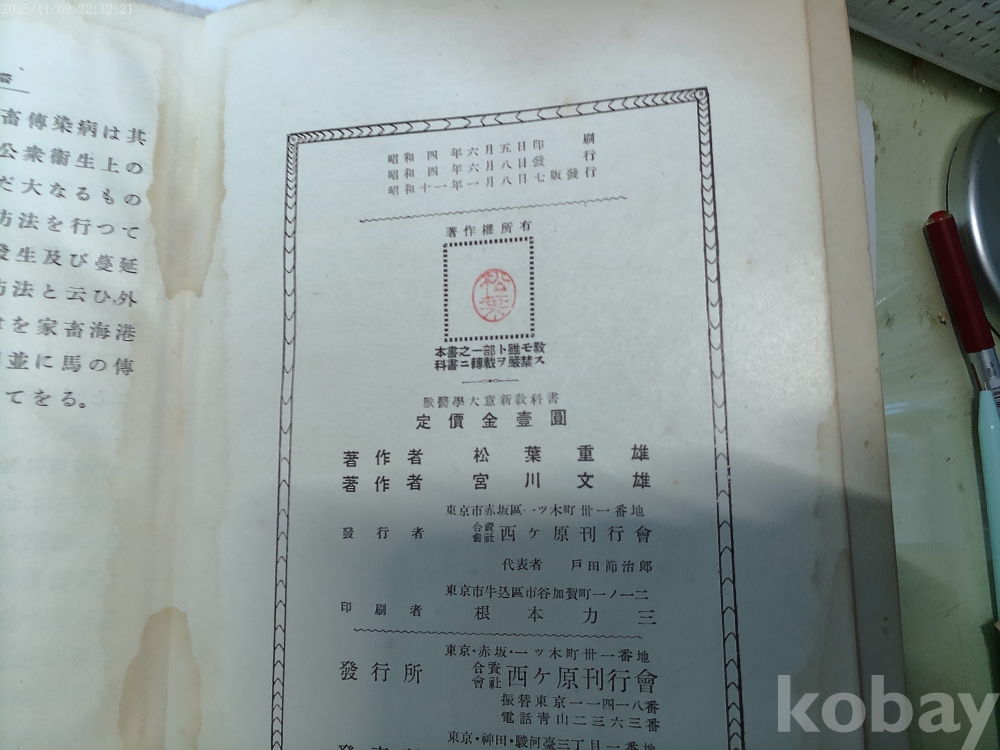 2025/11/09 22:12:21
畜傳染病は其
公衆衞生上の
だ大なるもの
防法を行つて
發生及び蔓延
防法と云ひ、外
を家畜海港
並に馬の傳
てをる。
昭和四年六月五日印刷
昭和四年六月八日發行
昭和十一年一月八日七版發行
著作權所有
松葉
本書之一部ト雖モ敎
科書ニ轉載ヲ嚴禁ス
獸醫學大意新敎科書
定價金壹圓
著作者 松葉重雄
著作者 宮川文雄
東京市赤坂區一ツ木町卅一番地
發行者 合資會社 西ケ原刊行會
代表者 戸田節治郎
東京市牛込區市谷加賀町一ノ一二
印刷者 根本力三
東京・赤坂・一ツ木町卅一番地
發行所 合資會社 西ケ原刊行會
振替東京一一四一八番
電話靑山二三六三番
東京・神田・駿河臺三丁目一番地
kobay